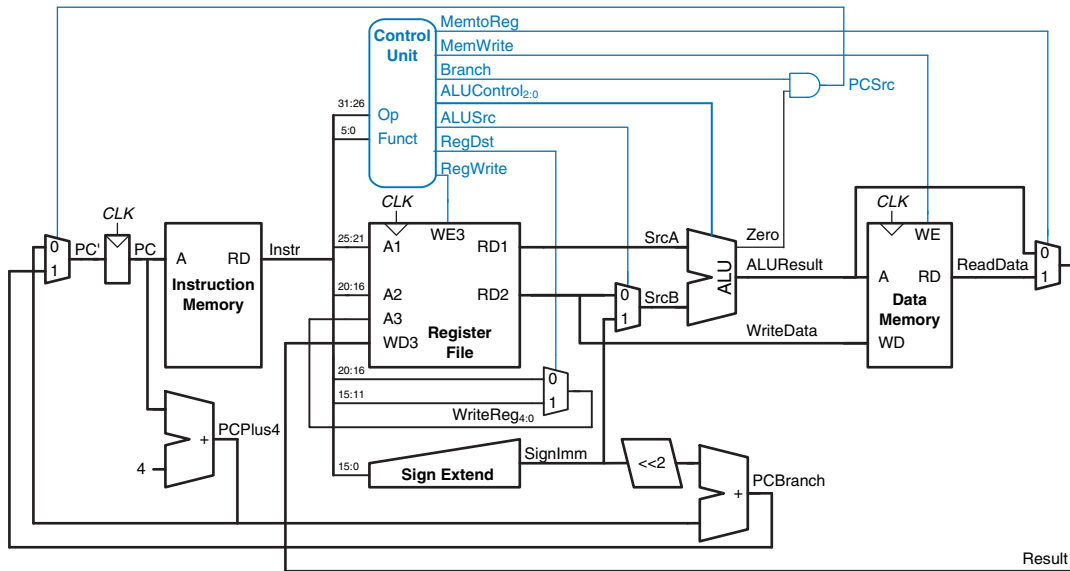 MemtoReg
Control
Unit
MemWrite
Branch
PCSrc
ALUControl2:0
31:26
Op
ALUSrc
5:0
Funct
RegDst
RegWrite
CLK
CLK
CLK
0
1
PC'
PC
A
RD
Instruction
Memory
Instr
25:21
A1
WE3
RD1
SrcA
Zero
WE
0
1
20:16
A2
RD2
0
1
SrcB
ALU
ALUResult
A
RD
ReadData
A3
Data
Memory
WD3
Register
File
WriteData
WD
20:16
0
15:11
1
WriteReg4:0
PCPlus4
+
4
15:0
Sign Extend
SignImm
<<2
+
PCBranch
Result